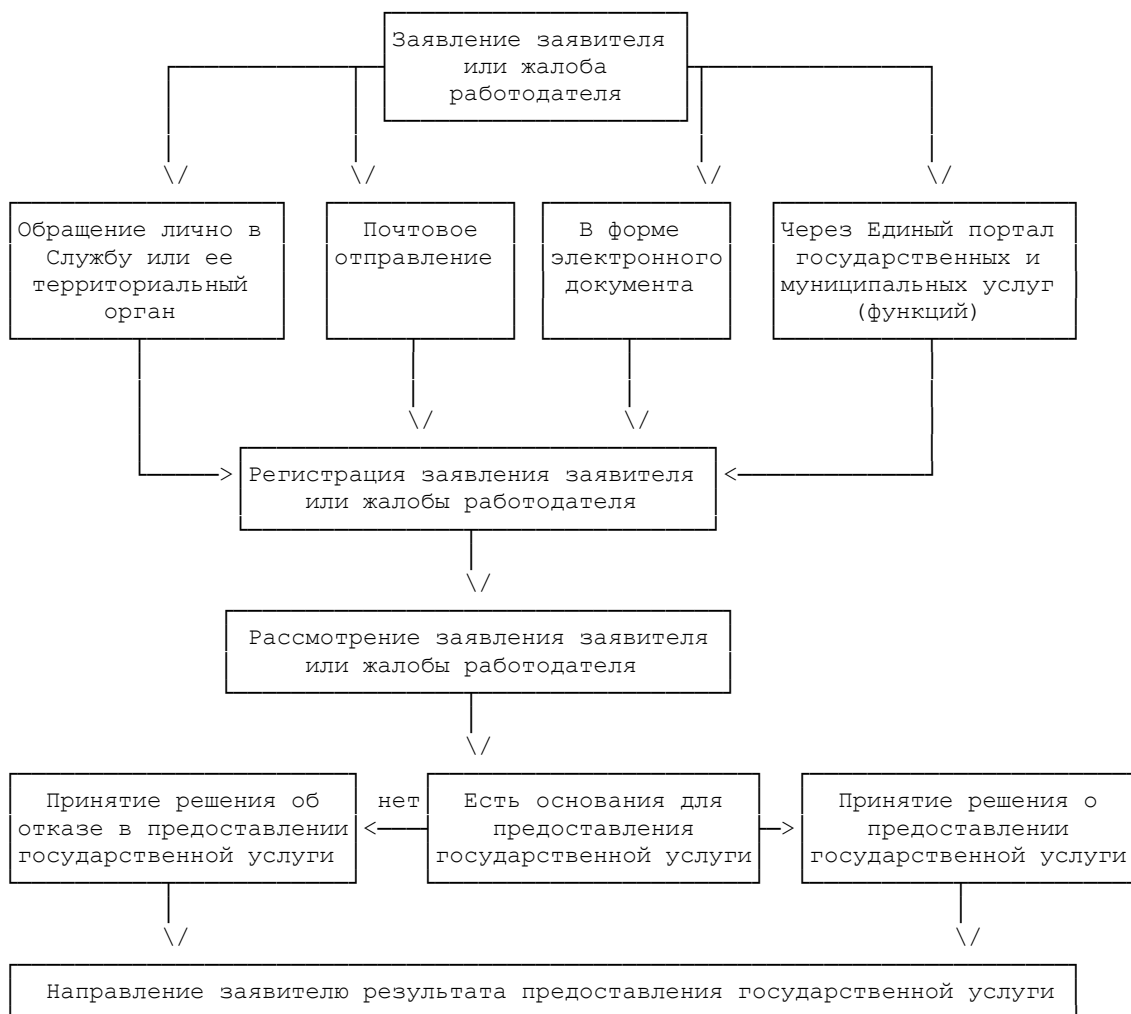 Заявление заявителя
или жалоба
работодателя
Обращение лично в
Службу или ее
территориальный
орган
Почтовое
отправление
В форме
электронного
документа
Через Единый портал
государственных и
муниципальных услуг
(функций)
Регистрация заявления заявителя
или жалобы работодателя
Рассмотрение заявления заявителя
или жалобы работодателя
Принятие решения об
отказе в предоставлении
государственной услуги
нет
Есть основания для
предоставления
государственной услуги
Принятие решения о
предоставлении
государственной услуги
Направление заявителю результата предоставления государственной услуги